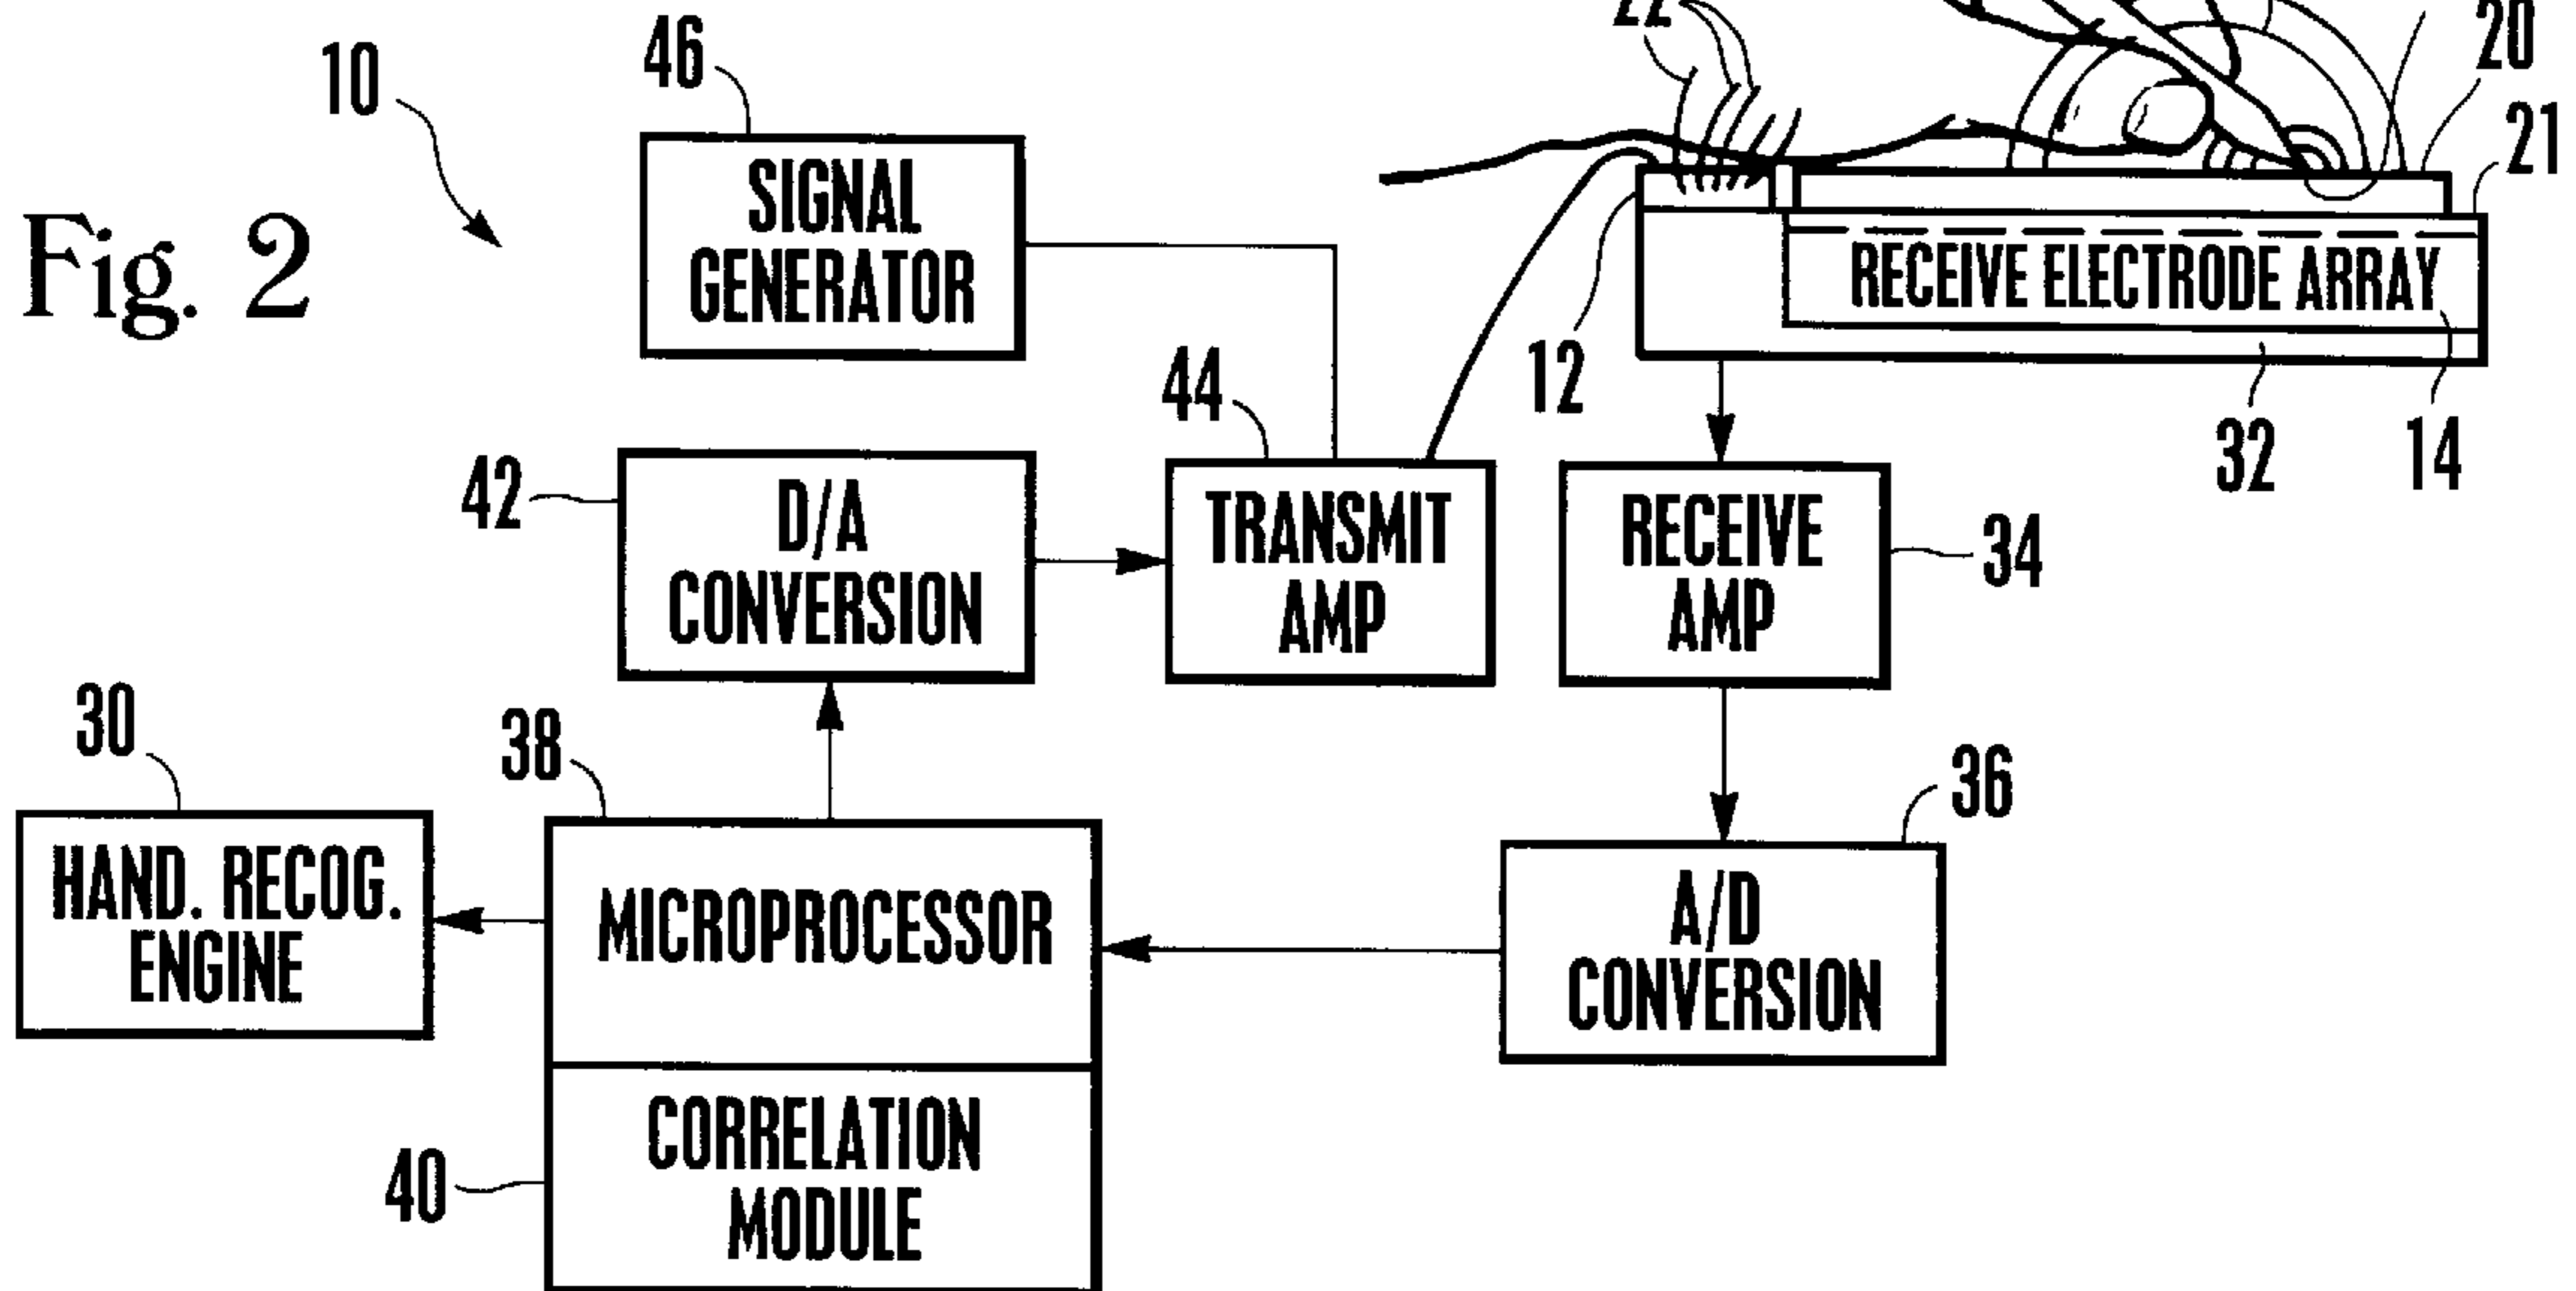 22
20
46
10
21
SIGNAL
GENERATOR
Fig. 2
RECEIVE ELECTRODE ARRAY
12
44
32
14
42
D/A
CONVERSION
TRANSMIT
AMP
RECEIVE
AMP
34
30
38
36
HAND. RECOG.
ENGINE
MICROPROCESSOR
A/D
CONVERSION
40
CORRELATION
MODULE